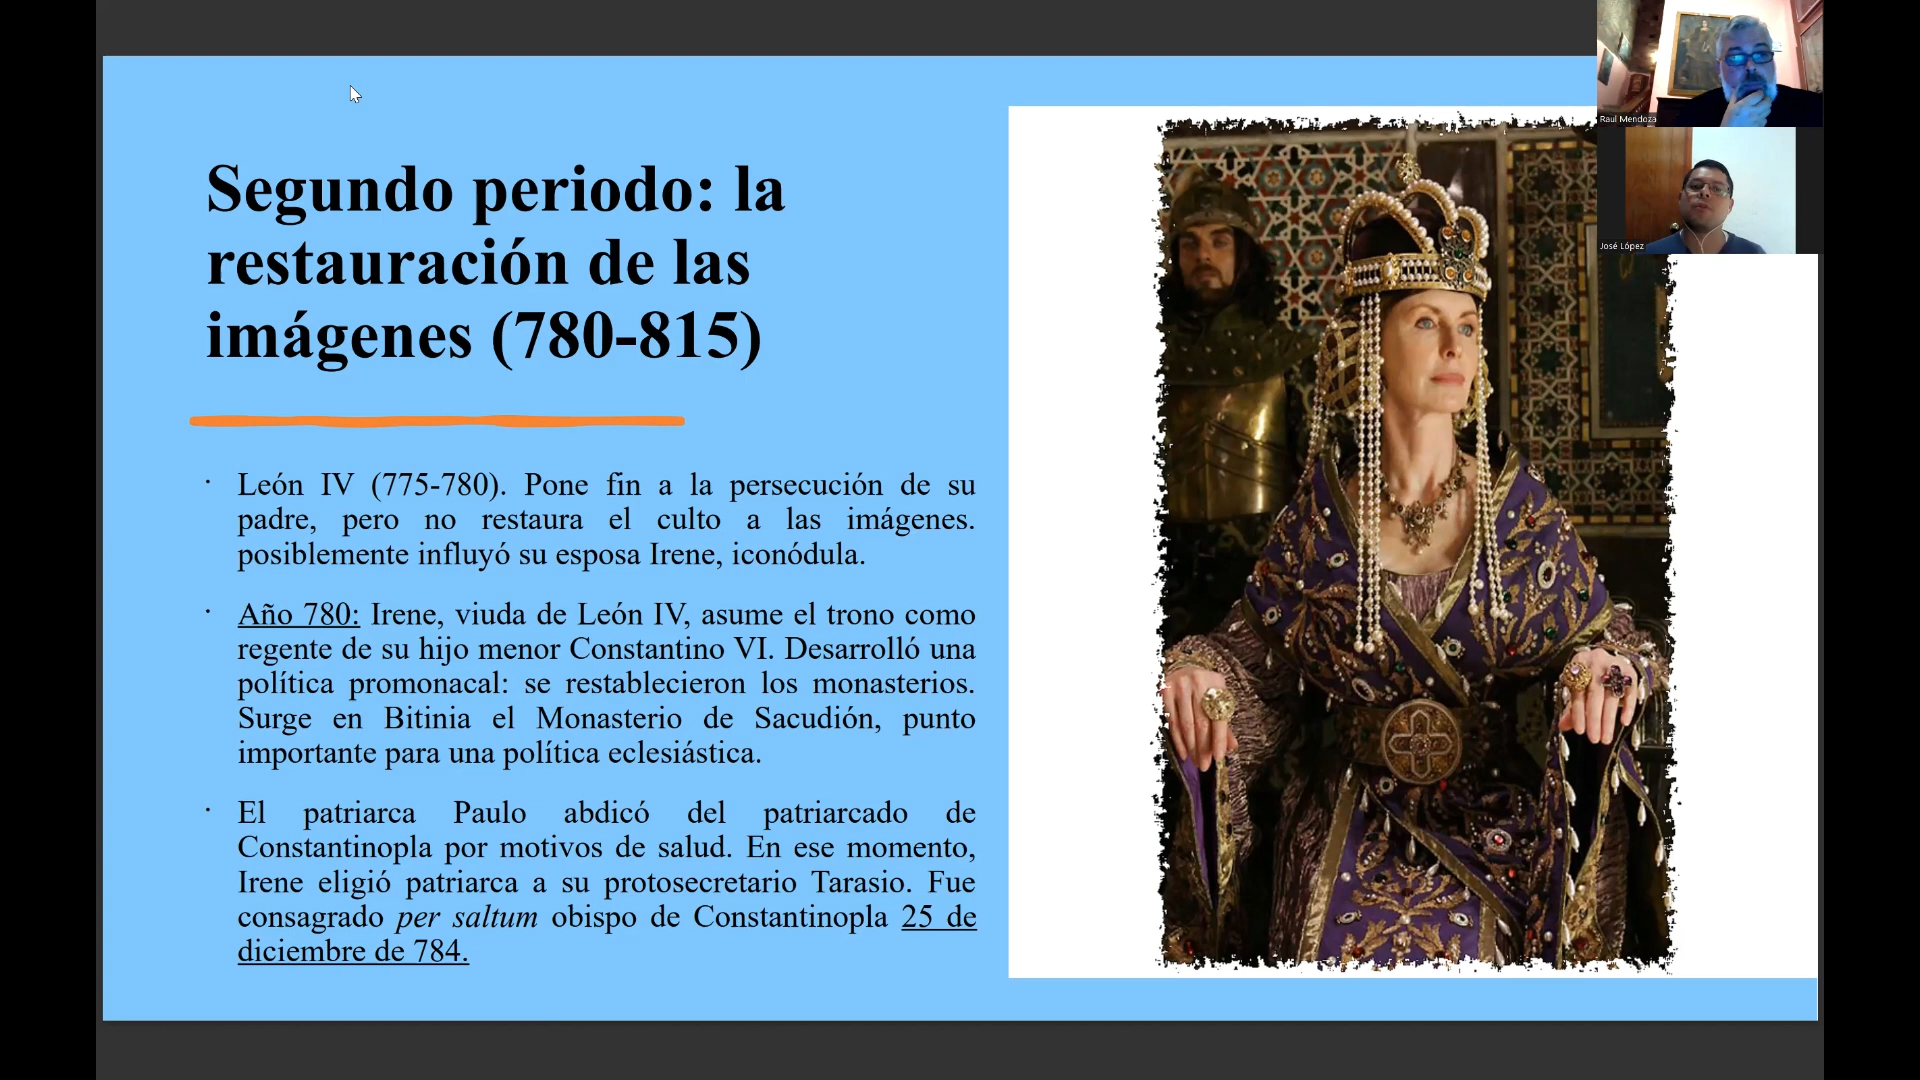 Segundo periodo: la
restauración de las
imágenes (780-815)
· León IV (775-780). Pone fin a la persecución de su
padre, pero no restaura el culto a las imágenes.
posiblemente influyó su esposa Irene, iconódula.
· Año 780: Irene, viuda de León IV, asume el trono como
regente de su hijo menor Constantino VI. Desarrolló una
política promonacal: se restablecieron los monasterios.
Surge en Bitinia el Monasterio de Sacudión, punto
importante para una política eclesiástica.
· El patriarca Paulo abdicó del patriarcado de
Constantinopla por motivos de salud. En ese momento,
Irene eligió patriarca a su protosecretario Tarasio. Fue
consagrado per saltum obispo de Constantinopla 25 de
diciembre de 784.
Raul Mendoza
José López